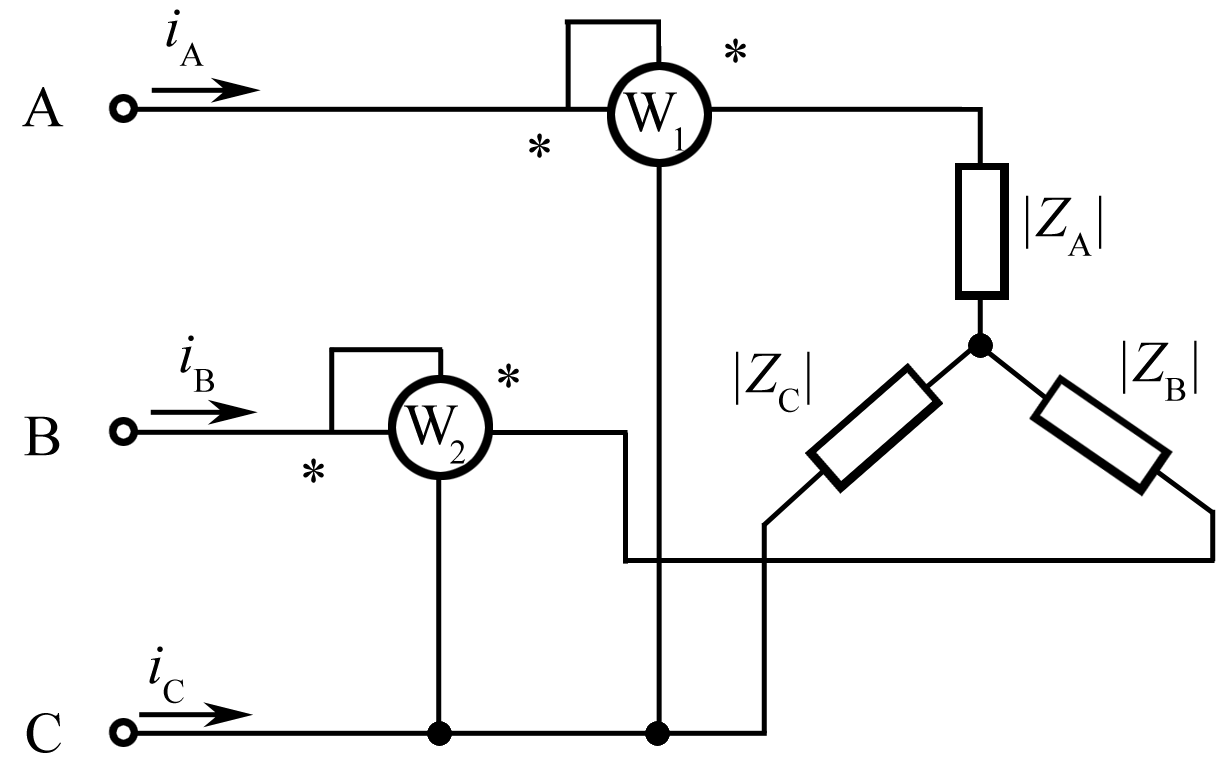 i_A
*
A
W_1
*
|Z_A|
i_B
|Z_C|
|Z_B|
*
B
W_2
*
i_C
C